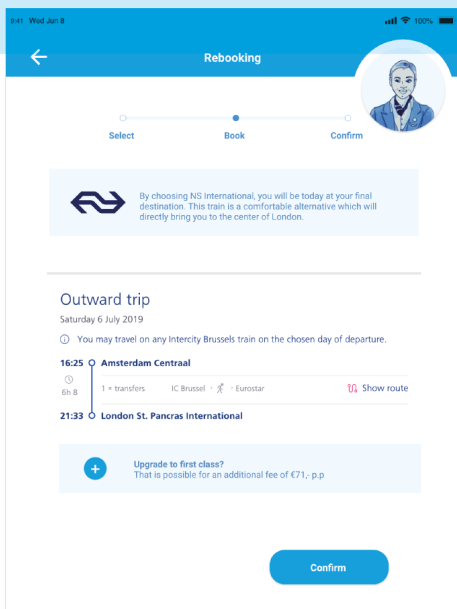 9:41 Wed Jun 8
100%
Rebooking
Select
Book
Confirm
By choosing NS International, you will be today at your final
destination. This train is a comfortable alternative which will
directly bring you to the center of London.
Outward trip
Saturday 6 July 2019
You may travel on any Intercity Brussels train on the chosen day of departure.
16:25 Amsterdam Centraal
6h 8
1 × transfers IC Brussel · · Eurostar Show route
21:33 London St. Pancras International
Upgrade to first class?
That is possible for an additional fee of €71,- p.p
Confirm